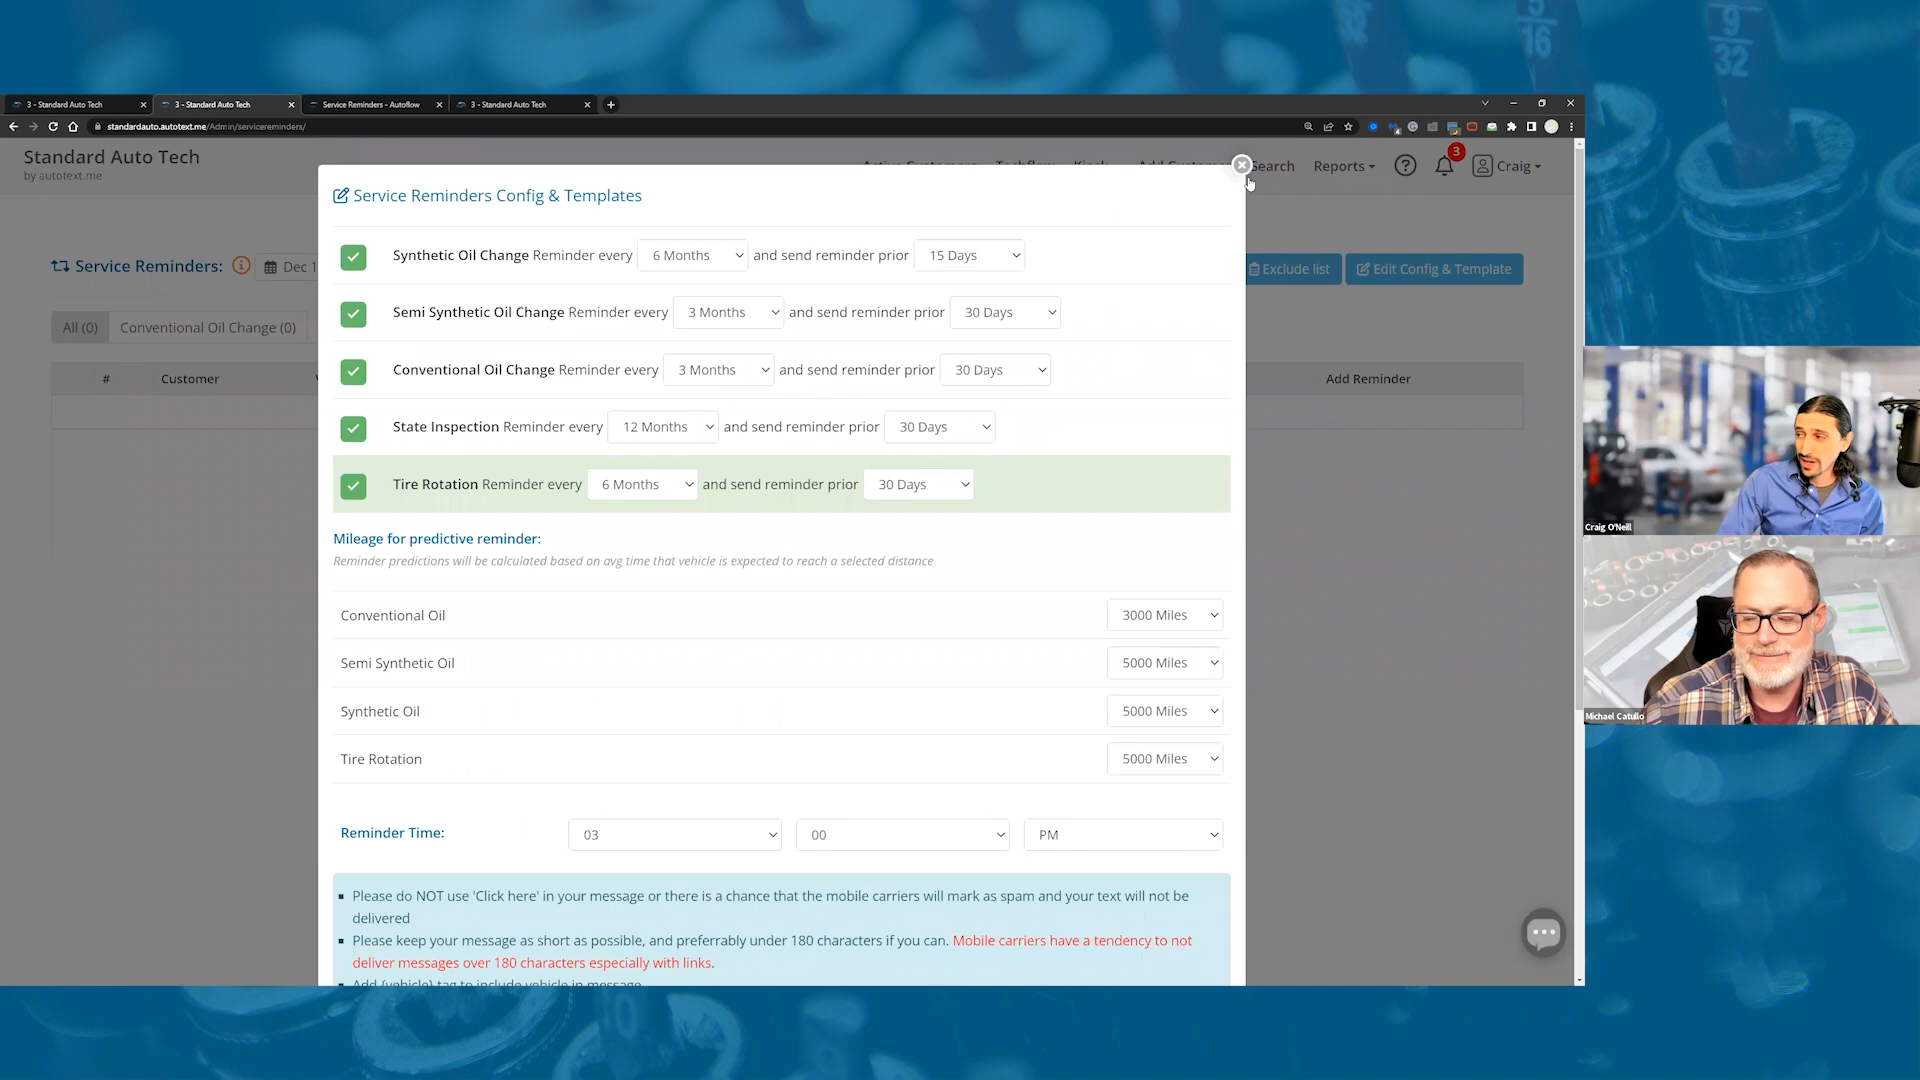 5
16
9
32
3 - Standard Auto Tech
3 - Standard Auto Tech
Service Reminders - Autoflow
3 - Standard Auto Tech
standardauto.autotext.me/Admin/servicereminders/
Standard Auto Tech
by autotext.me
Active Customers Techflow Kiosk Add Customer Search Reports 3 Craig
Service Reminders Config & Templates
Service Reminders: Dec 1
Exclude list
Edit Config & Template
All (0) Conventional Oil Change (0)
# Customer
Add Reminder
Synthetic Oil Change Reminder every 6 Months and send reminder prior 15 Days
Semi Synthetic Oil Change Reminder every 3 Months and send reminder prior 30 Days
Conventional Oil Change Reminder every 3 Months and send reminder prior 30 Days
State Inspection Reminder every 12 Months and send reminder prior 30 Days
Tire Rotation Reminder every 6 Months and send reminder prior 30 Days
Mileage for predictive reminder:
Reminder predictions will be calculated based on avg time that vehicle is expected to reach a selected distance
Conventional Oil 3000 Miles
Semi Synthetic Oil 5000 Miles
Synthetic Oil 5000 Miles
Tire Rotation 5000 Miles
Reminder Time: 03 00 PM
Please do NOT use 'Click here' in your message or there is a chance that the mobile carriers will mark as spam and your text will not be
delivered
Please keep your message as short as possible, and preferrably under 180 characters if you can. Mobile carriers have a tendency to not
deliver messages over 180 characters especially with links.
Add {vehicle} tag to include vehicle in message
Craig O'Neill
Michael Catullo